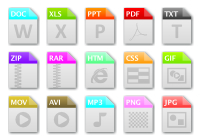 DOC XLS PPT PDF TXT
W X P T
ZIP RAR HTM CSS GIF
MOV AVI MP3 PNG JPG